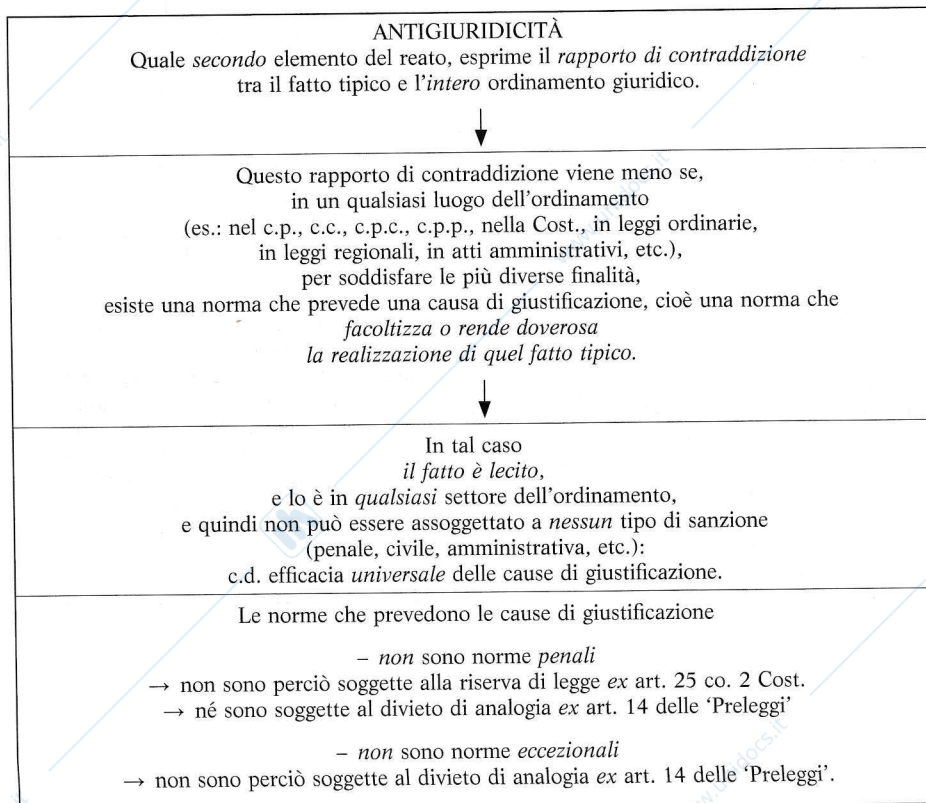 ANTIGIURIDICITÀ
Quale secondo elemento del reato, esprime il rapporto di contraddizione
tra il fatto tipico e l'intero ordinamento giuridico.
Questo rapporto di contraddizione viene meno se,
in un qualsiasi luogo dell'ordinamento
(es.: nel c.p., c.c., c.p.c., c.p.p., nella Cost., in leggi ordinarie,
in leggi regionali, in atti amministrativi, etc.),
per soddisfare le più diverse finalità,
esiste una norma che prevede una causa di giustificazione, cioè una norma che
facoltizza o rende doverosa
la realizzazione di quel fatto tipico.
In tal caso
il fatto è lecito,
e lo è in qualsiasi settore dell'ordinamento,
e quindi non può essere assoggettato a nessun tipo di sanzione
(penale, civile, amministrativa, etc.):
c.d. efficacia universale delle cause di giustificazione.
Le norme che prevedono le cause di giustificazione
– non sono norme penali
→ non sono perciò soggette alla riserva di legge ex art. 25 co. 2 Cost.
→ né sono soggette al divieto di analogia ex art. 14 delle 'Preleggi'
– non sono norme eccezionali
→ non sono perciò soggette al divieto di analogia ex art. 14 delle 'Preleggi'.